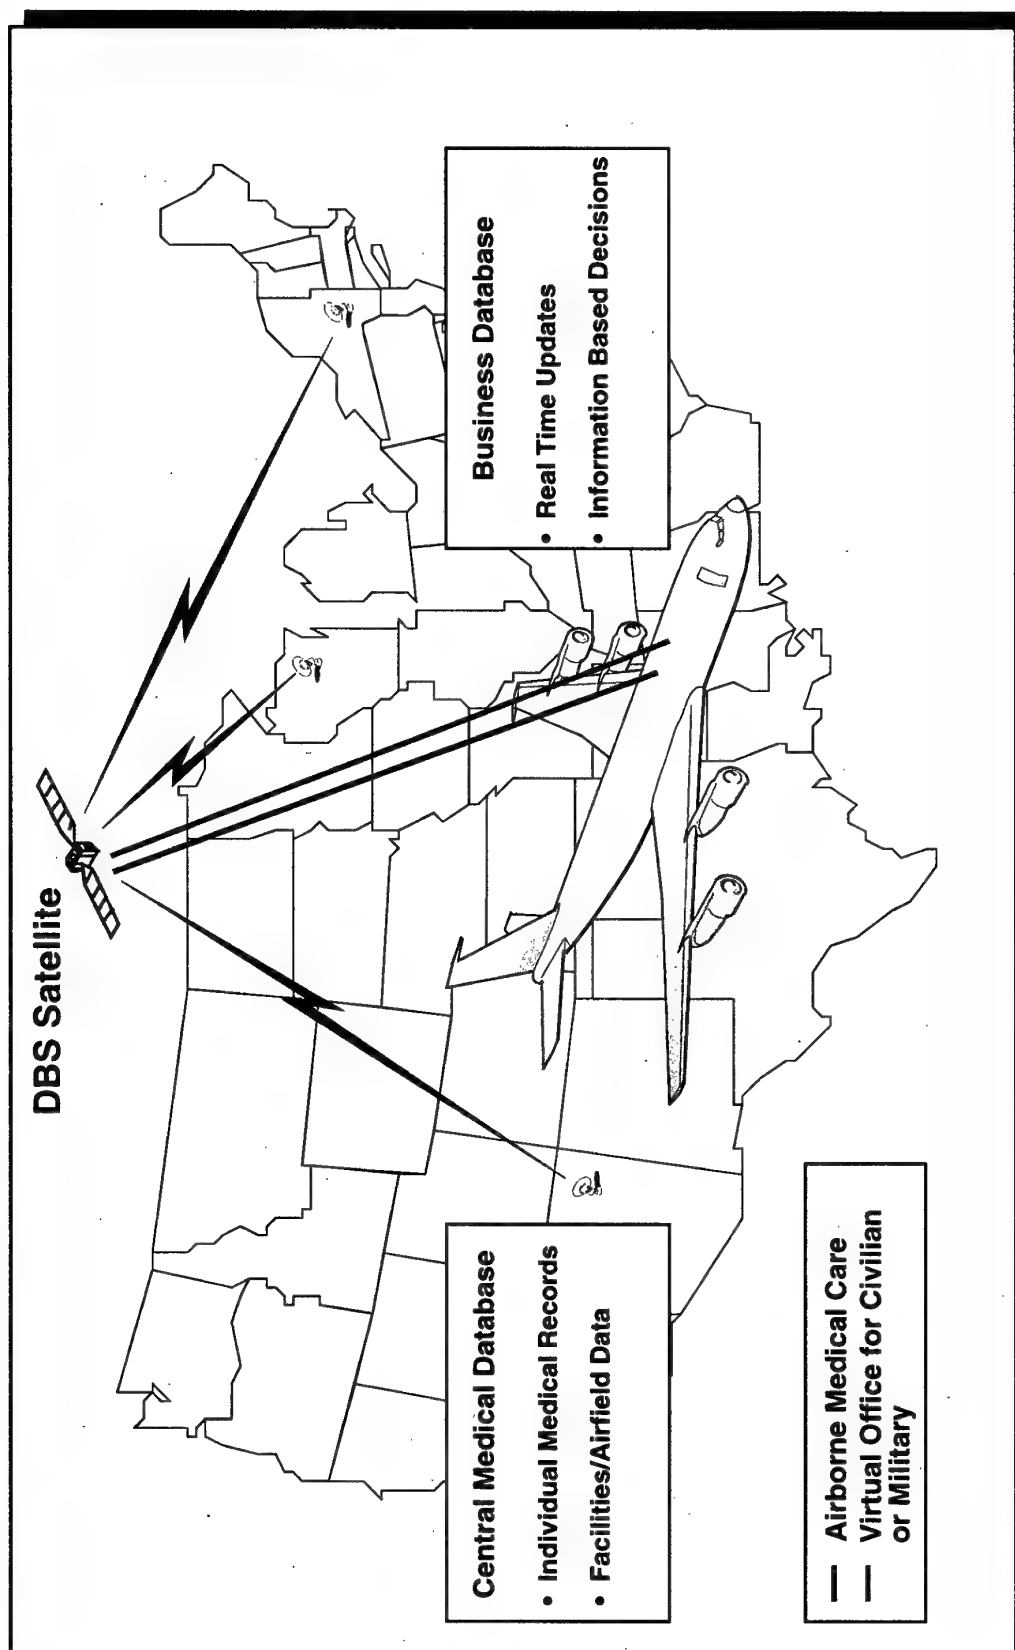 DBS Satellite
Central Medical Database
• Individual Medical Records
• Facilities/Airfield Data
Business Database
• Real Time Updates
• Information Based Decisions
Airborne Medical Care
Virtual Office for Civilian
or Military